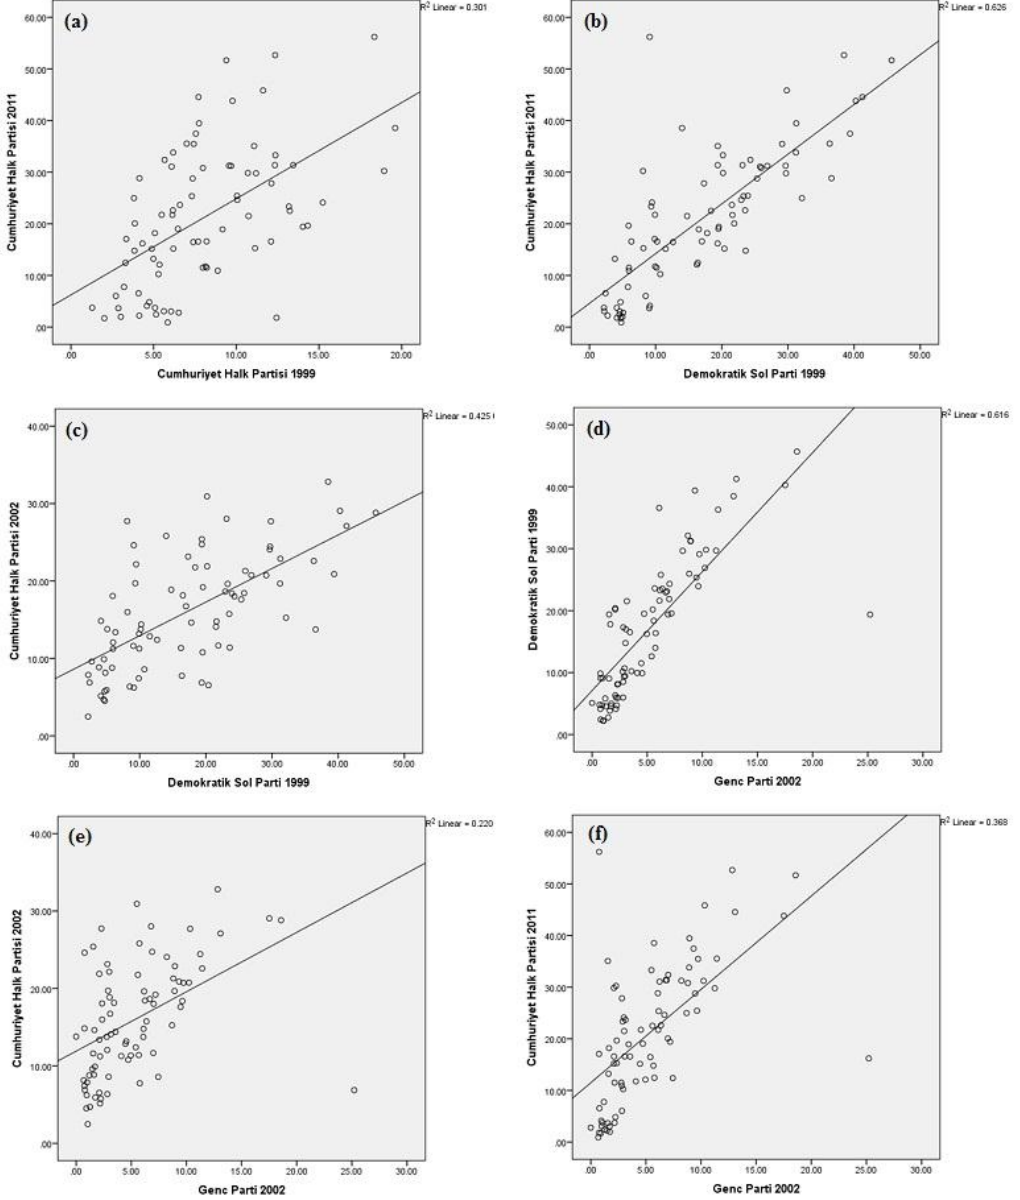 (a)
R² Linear = 0.301
60.00
50.00
40.00
30.00
20.00
10.00
.00
Cumhuriyet Halk Partisi 2011
.00 5.00 10.00 15.00 20.00
Cumhuriyet Halk Partisi 1999
(b)
R² Linear = 0.626
60.00
50.00
40.00
30.00
20.00
10.00
.00
Cumhuriyet Halk Partisi 2011
.00 10.00 20.00 30.00 40.00 50.00
Demokratik Sol Parti 1999
(c)
R² Linear = 0.425
40.00
30.00
20.00
10.00
.00
Cumhuriyet Halk Partisi 2002
.00 10.00 20.00 30.00 40.00 50.00
Demokratik Sol Parti 1999
(d)
R² Linear = 0.616
50.00
40.00
30.00
20.00
10.00
.00
Demokratik Sol Parti 1999
.00 5.00 10.00 15.00 20.00 25.00 30.00
Genc Parti 2002
(e)
R² Linear = 0.220
40.00
30.00
20.00
10.00
.00
Cumhuriyet Halk Partisi 2002
.00 5.00 10.00 15.00 20.00 25.00 30.00
Genc Parti 2002
(f)
R² Linear = 0.368
60.00
50.00
40.00
30.00
20.00
10.00
.00
Cumhuriyet Halk Partisi 2011
.00 5.00 10.00 15.00 20.00 25.00 30.00
Genc Parti 2002